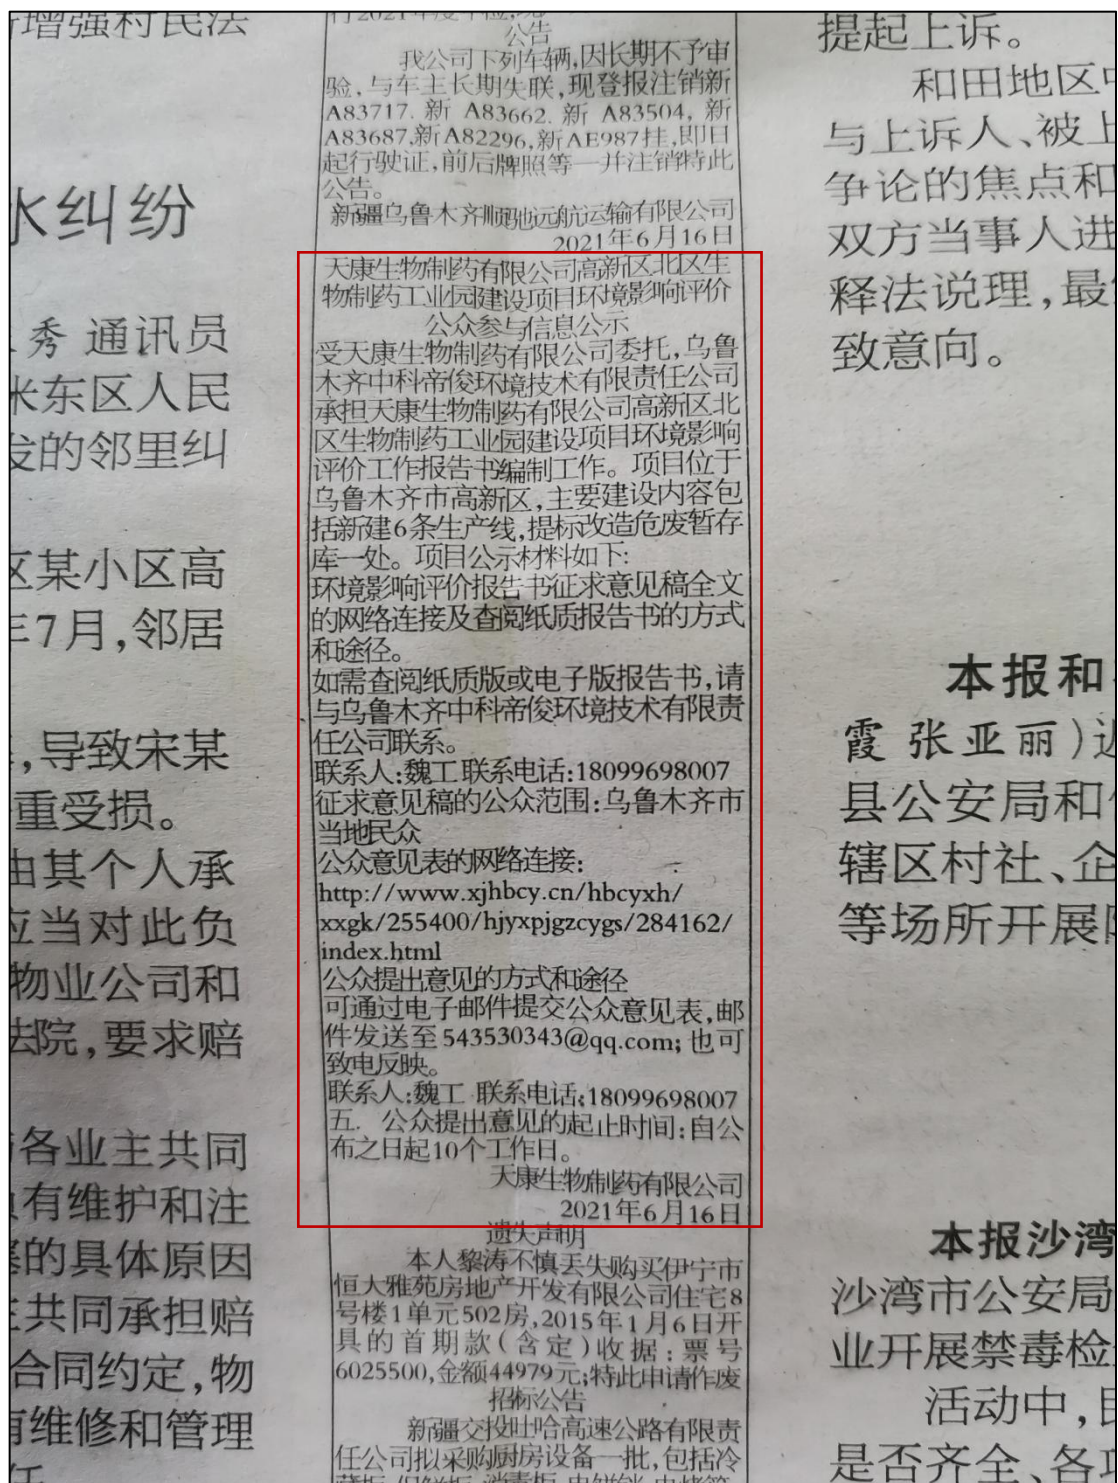 增强村民法
水纠纷
秀 通讯员
米东区人民
发的邻里纠
区某小区高
年7月,邻居
,导致宋某
重受损。
由其个人承
应当对此负
物业公司和
法院,要求赔
各业主共同
有维护和注
的具体原因
共同承担赔
合同约定,物
有维修和管理
公告
我公司下列车辆,因长期不予审
验,与车主长期失联,现登报注销新
A83717.新 A83662.新 A83504,新
A83687,新A82296,新AE987挂,即日
起行驶证,前后牌照等一并注销特此
公告。
新疆乌鲁木齐顺驰远航运输有限公司
2021年6月16日
天康生物制药有限公司高新区北区生
物制药工业园建设项目环境影响评价
公众参与信息公示
受天康生物制药有限公司委托,乌鲁
木齐中科帝俊环境技术有限责任公司
承担天康生物制药有限公司高新区北
区生物制药工业园建设项目环境影响
评价工作报告书编制工作。项目位于
乌鲁木齐市高新区,主要建设内容包
括新建6条生产线,提标改造危废暂存
库一处。项目公示材料如下:
环境影响评价报告书征求意见稿全文
的网络连接及查阅纸质报告书的方式
和途径。
如需查阅纸质版或电子版报告书,请
与乌鲁木齐中科帝俊环境技术有限责
任公司联系。
联系人:魏工联系电话:18099698007
征求意见稿的公众范围:乌鲁木齐市
当地民众
公众意见表的网络连接:
http://www.xjhbcy.cn/hbcyxh/
xxgk/255400/hjyxpjgzcygs/284162/
index.html
公众提出意见的方式和途径
可通过电子邮件提交公众意见表,邮
件发送至543530343@qq.com;也可
致电反映。
联系人:魏工 联系电话:18099698007
五. 公众提出意见的起止时间:自公
布之日起10个工作日。
天康生物制药有限公司
2021年6月16日
遗失声明
本人黎涛不慎丢失购买伊宁市
恒大雅苑房地产开发有限公司住宅8
号楼1单元502房,2015年1月6日开
具的首期款(含定)收据:票号
6025500,金额44979元;特此申请作废
招标公告
新疆交投吐哈高速公路有限责
任公司拟采购厨房设备一批,包括冷
提起上诉。
和田地区中
与上诉人、被上
争论的焦点和
双方当事人进
释法说理,最
致意向。
本报和
霞 张亚丽)近
县公安局和
辖区村社、企
等场所开展
本报沙湾
沙湾市公安局
业开展禁毒检
活动中,
是否齐全、各